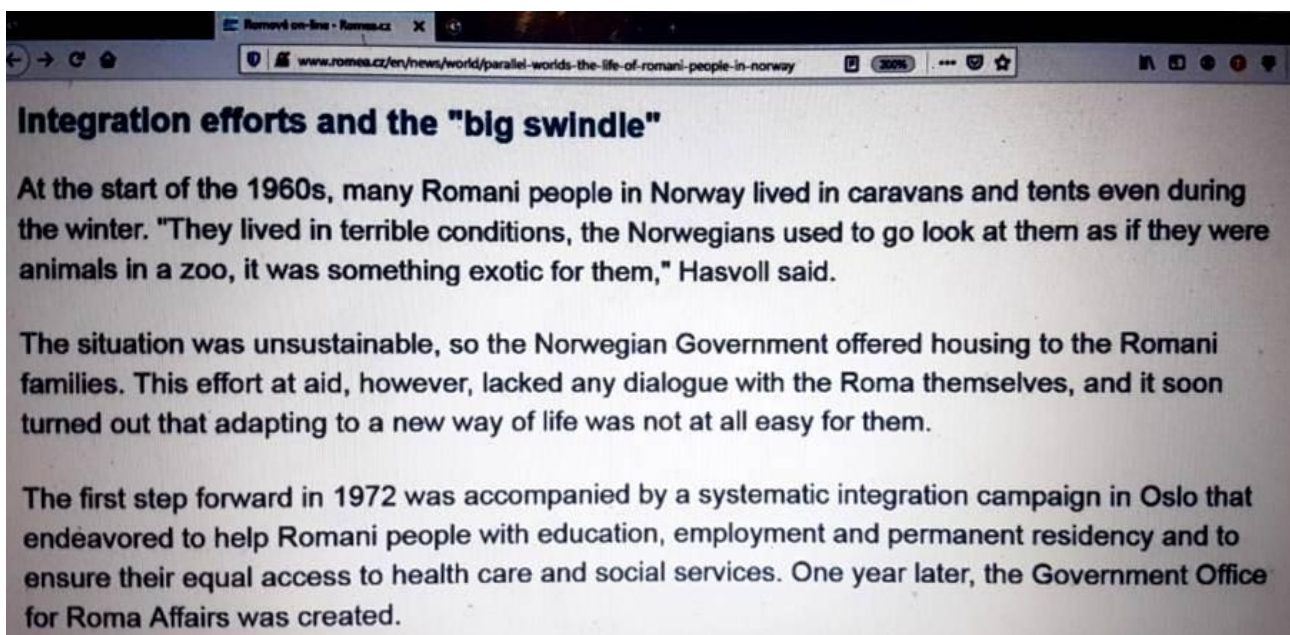 Romové on-line - Romea.cz
www.romea.cz/en/news/world/parallel-worlds-the-life-of-romani-people-in-norway
200%
Integration efforts and the "big swindle"
At the start of the 1960s, many Romani people in Norway lived in caravans and tents even during
the winter. "They lived in terrible conditions, the Norwegians used to go look at them as if they were
animals in a zoo, it was something exotic for them," Hasvoll said.
The situation was unsustainable, so the Norwegian Government offered housing to the Romani
families. This effort at aid, however, lacked any dialogue with the Roma themselves, and it soon
turned out that adapting to a new way of life was not at all easy for them.
The first step forward in 1972 was accompanied by a systematic integration campaign in Oslo that
endeavored to help Romani people with education, employment and permanent residency and to
ensure their equal access to health care and social services. One year later, the Government Office
for Roma Affairs was created.